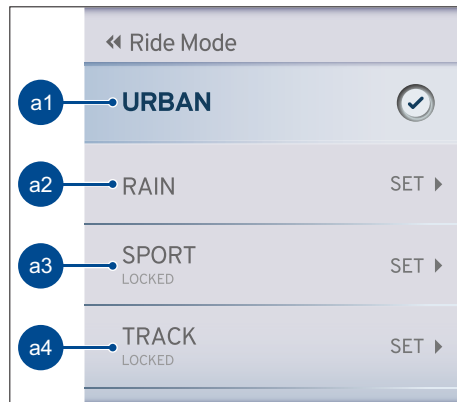 Ride Mode
a1 URBAN
a2 RAIN SET
a3 SPORT SET
LOCKED
a4 TRACK SET
LOCKED